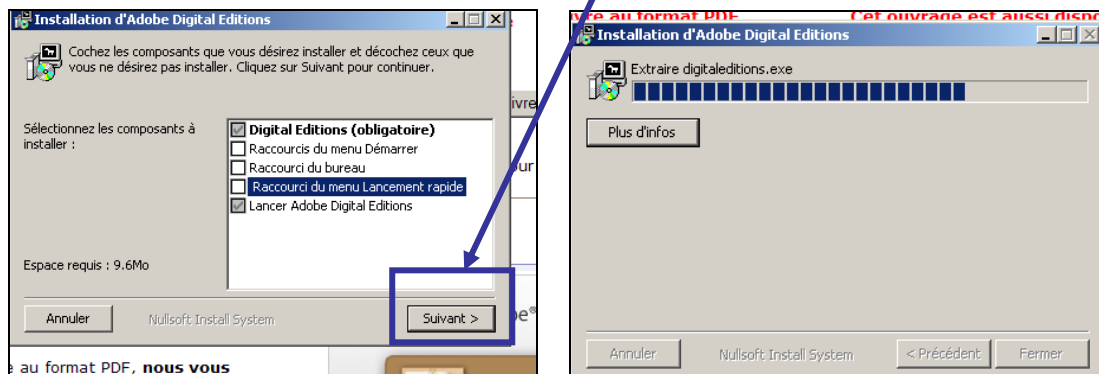 Installation d'Adobe Digital Editions
Cochez les composants que vous désirez installer et décochez ceux que
vous ne désirez pas installer. Cliquez sur Suivant pour continuer.
Sélectionnez les composants à
installer :
Digital Editions (obligatoire)
Raccourcis du menu Démarrer
Raccourci du bureau
Raccourci du menu Lancement rapide
Lancer Adobe Digital Editions
Espace requis : 9.6Mo
Annuler
Nullsoft Install System
Suivant >
au format PDF, nous vous
ivre au format PDF
Cet ouvrage est aussi dispo
Installation d'Adobe Digital Editions
Extraire digitaleditions.exe
Plus d'infos
Annuler
Nullsoft Install System
< Précédent
Fermer